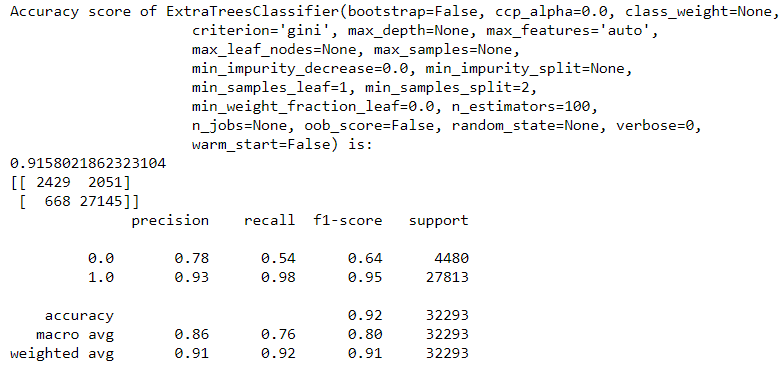 Accuracy score of ExtraTreesClassifier(bootstrap=False, ccp_alpha=0.0, class_weight=None,
criterion='gini', max_depth=None, max_features='auto',
max_leaf_nodes=None, max_samples=None,
min_impurity_decrease=0.0, min_impurity_split=None,
min_samples_leaf=1, min_samples_split=2,
min_weight_fraction_leaf=0.0, n_estimators=100,
n_jobs=None, oob_score=False, random_state=None, verbose=0,
warm_start=False) is:
0.9158021862323104
[[ 2429 2051]
[ 668 27145]]
precision recall f1-score support
0.0 0.78 0.54 0.64 4480
1.0 0.93 0.98 0.95 27813
accuracy 0.92 32293
macro avg 0.86 0.76 0.80 32293
weighted avg 0.91 0.92 0.91 32293